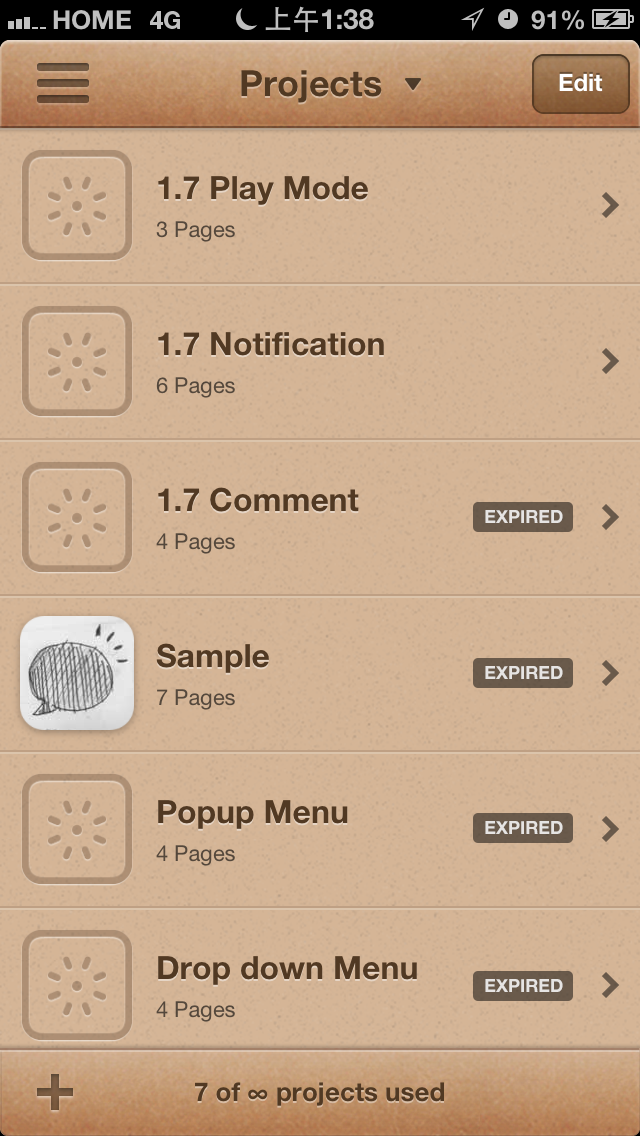 HOME 4G 上午1:38 91%
Projects
Edit
1.7 Play Mode
3 Pages
1.7 Notification
6 Pages
1.7 Comment
4 Pages
EXPIRED
Sample
7 Pages
EXPIRED
Popup Menu
4 Pages
EXPIRED
Drop down Menu
4 Pages
EXPIRED
7 of ∞ projects used